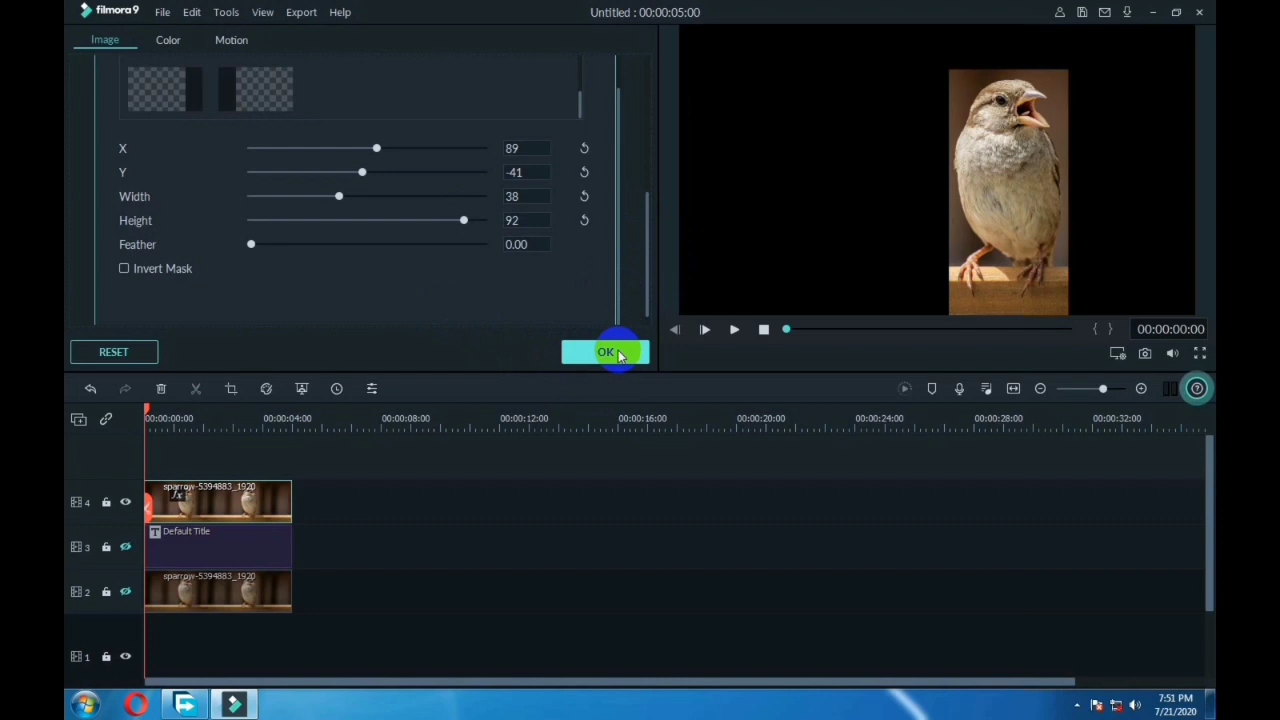 filmora9 File Edit Tools View Export Help Untitled : 00:00:05:00
Image Color Motion
X 89
Y -41
Width 38
Height 92
Feather 0.00
Invert Mask
RESET OK
{ } 00:00:00:00
00:00:00:00 00:00:04:00 00:00:08:00 00:00:12:00 00:00:16:00 00:00:20:00 00:00:24:00 00:00:28:00 00:00:32:00
sparrow-5394883_1920
fx
4
T Default Title
3
sparrow-5394883_1920
2
1
7:51 PM
7/21/2020